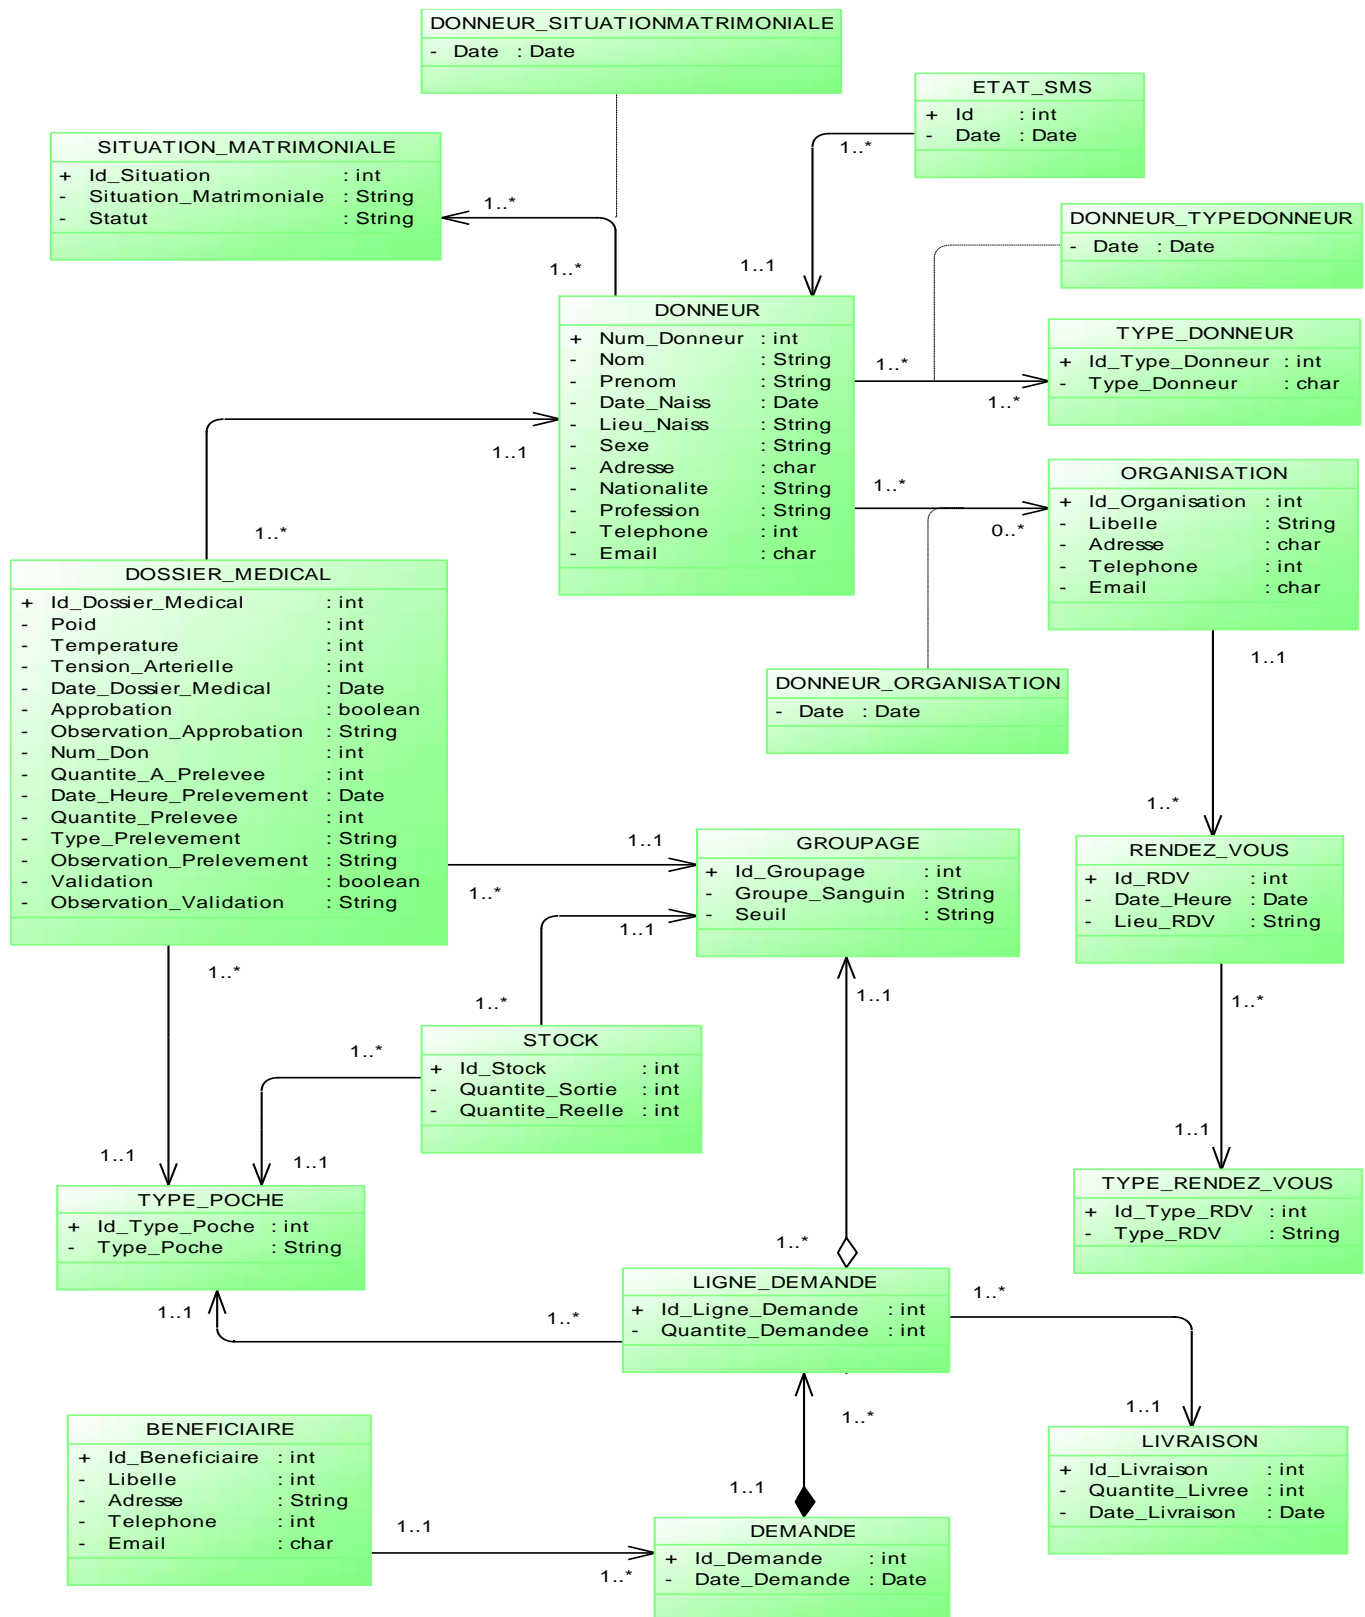 DONNEUR_SITUATIONMATRIMONIALE
- Date : Date
ETAT_SMS
+ Id : int
- Date : Date
1..*
SITUATION_MATRIMONIALE
+ Id_Situation : int
- Situation_Matrimoniale : String
- Statut : String
1..*
1..*
1..1
DONNEUR_TYPEDONNEUR
- Date : Date
DONNEUR
+ Num_Donneur : int
- Nom : String
- Prenom : String
- Date_Naiss : Date
- Lieu_Naiss : String
- Sexe : String
- Adresse : char
- Nationalite : String
- Profession : String
- Telephone : int
- Email : char
TYPE_DONNEUR
+ Id_Type_Donneur : int
- Type_Donneur : char
1..*
1..*
1..1
1..*
ORGANISATION
+ Id_Organisation : int
- Libelle : String
- Adresse : char
- Telephone : int
- Email : char
1..*
0..*
DOSSIER_MEDICAL
+ Id_Dossier_Medical : int
- Poid : int
- Temperature : int
- Tension_Arterielle : int
- Date_Dossier_Medical : Date
- Approbation : boolean
- Observation_Approbation : String
- Num_Don : int
- Quantite_A_Prelevee : int
- Date_Heure_Prelevement : Date
- Quantite_Prelevee : int
- Type_Prelevement : String
- Observation_Prelevement : String
- Validation : boolean
- Observation_Validation : String
DONNEUR_ORGANISATION
- Date : Date
1..1
1..*
GROUPAGE
+ Id_Groupage : int
- Groupe_Sanguin : String
- Seuil : String
1..1
1..*
1..1
RENDEZ_VOUS
+ Id_RDV : int
- Date_Heure : Date
- Lieu_RDV : String
1..*
1..*
1..1
1..*
STOCK
+ Id_Stock : int
- Quantite_Sortie : int
- Quantite_Reelle : int
1..*
1..1
1..1
1..1
TYPE_POCHE
+ Id_Type_Poche : int
- Type_Poche : String
TYPE_RENDEZ_VOUS
+ Id_Type_RDV : int
- Type_RDV : String
1..*
LIGNE_DEMANDE
+ Id_Ligne_Demande : int
- Quantite_Demandee : int
1..1
1..*
1..*
1..*
1..1
BENEFICIAIRE
+ Id_Beneficiaire : int
- Libelle : int
- Adresse : String
- Telephone : int
- Email : char
LIVRAISON
+ Id_Livraison : int
- Quantite_Livree : int
- Date_Livraison : Date
1..1
1..1
1..*
DEMANDE
+ Id_Demande : int
- Date_Demande : Date